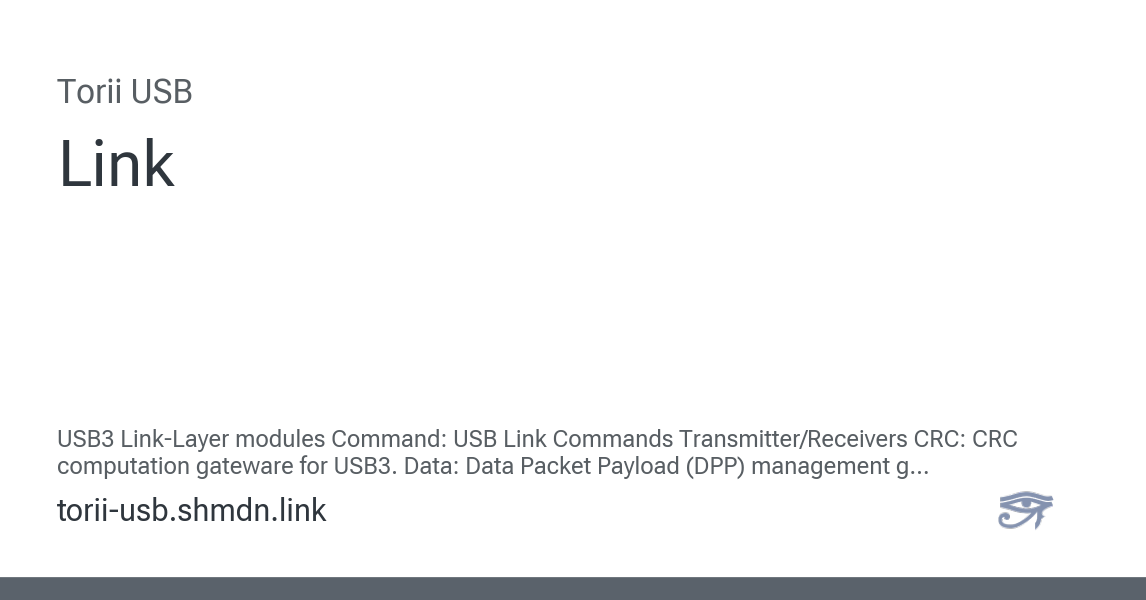 Torii USB
Link
USB3 Link-Layer modules Command: USB Link Commands Transmitter/Receivers CRC: CRC
computation gateware for USB3. Data: Data Packet Payload (DPP) management g...
torii-usb.shmdn.link